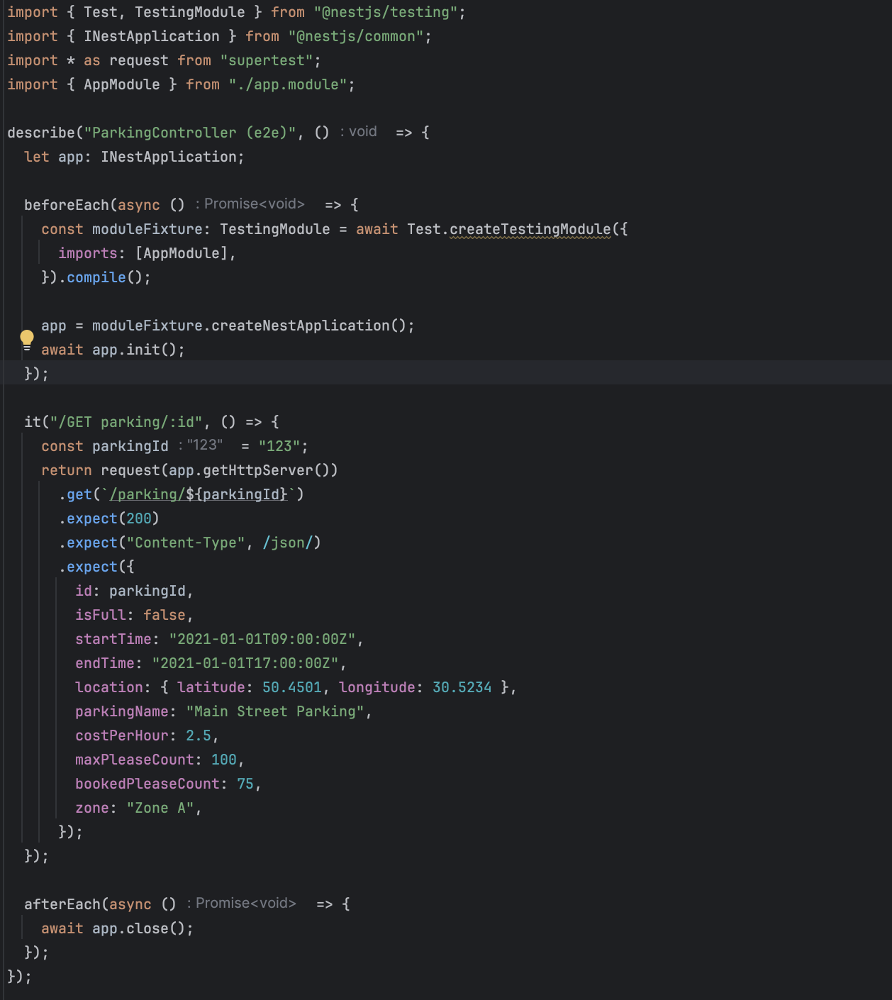 import { Test, TestingModule } from "@nestjs/testing";
import { INestApplication } from "@nestjs/common";
import * as request from "supertest";
import { AppModule } from "./app.module";

describe("ParkingController (e2e)", () : void => {
  let app: INestApplication;

  beforeEach(async () : Promise<void> => {
    const moduleFixture: TestingModule = await Test.createTestingModule({
      imports: [AppModule],
    }).compile();

    app = moduleFixture.createNestApplication();
    await app.init();
  });

  it("/GET parking/:id", () => {
    const parkingId : "123" = "123";
    return request(app.getHttpServer())
      .get(`/parking/${parkingId}`)
      .expect(200)
      .expect("Content-Type", /json/)
      .expect({
        id: parkingId,
        isFull: false,
        startTime: "2021-01-01T09:00:00Z",
        endTime: "2021-01-01T17:00:00Z",
        location: { latitude: 50.4501, longitude: 30.5234 },
        parkingName: "Main Street Parking",
        costPerHour: 2.5,
        maxPleaseCount: 100,
        bookedPleaseCount: 75,
        zone: "Zone A",
      });
  });

  afterEach(async () : Promise<void> => {
    await app.close();
  });
});